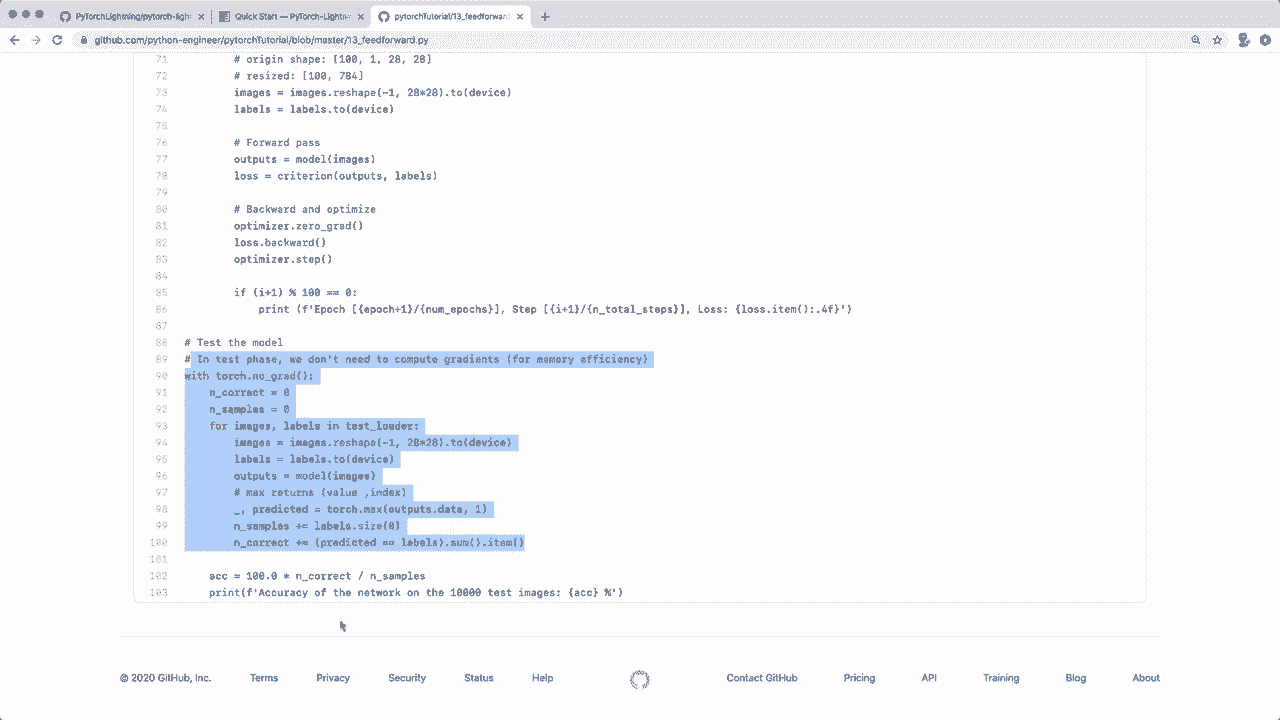 PyTorchLightning/pytorch-ligh
Quick Start — PyTorch-Lightni
pytorchTutorial/13_feedforwar
github.com/python-engineer/pytorchTutorial/blob/master/13_feedforward.py
71 # origin shape: [100, 1, 28, 28]
72 # resized: [100, 784]
73 images = images.reshape(-1, 28*28).to(device)
74 labels = labels.to(device)
75
76 # Forward pass
77 outputs = model(images)
78 loss = criterion(outputs, labels)
79
80 # Backward and optimize
81 optimizer.zero_grad()
82 loss.backward()
83 optimizer.step()
84
85 if (i+1) % 100 == 0:
86 print (f'Epoch [{epoch+1}/{num_epochs}], Step [{i+1}/{n_total_steps}], Loss: {loss.item():.4f}')
87
88 # Test the model
89 # In test phase, we don't need to compute gradients (for memory efficiency)
90 with torch.no_grad():
91 n_correct = 0
92 n_samples = 0
93 for images, labels in test_loader:
94 images = images.reshape(-1, 28*28).to(device)
95 labels = labels.to(device)
96 outputs = model(images)
97 # max returns (value ,index)
98 _, predicted = torch.max(outputs.data, 1)
99 n_samples += labels.size(0)
100 n_correct += (predicted == labels).sum().item()
101
102 acc = 100.0 * n_correct / n_samples
103 print(f'Accuracy of the network on the 10000 test images: {acc} %')
© 2020 GitHub, Inc. Terms Privacy Security Status Help Contact GitHub Pricing API Training Blog About